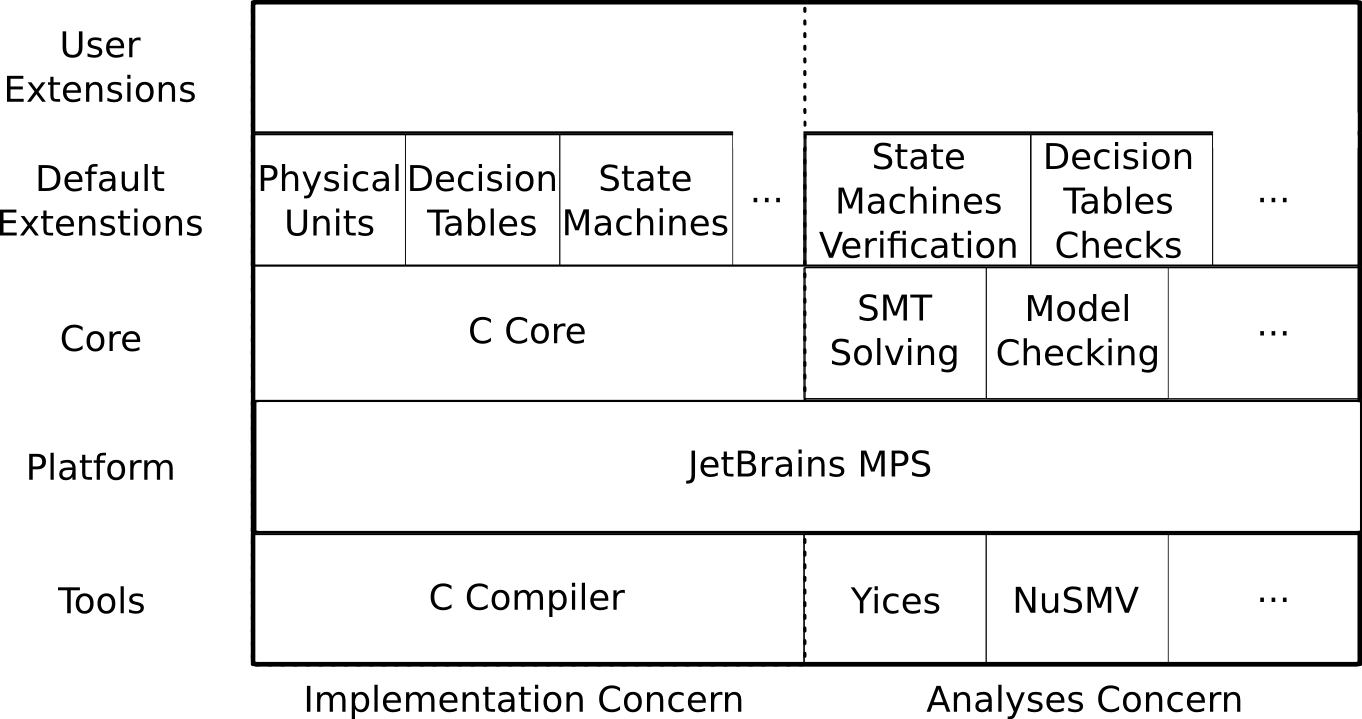 User
Extensions
Default
Extenstions
Physical
Units
Decision
Tables
State
Machines
...
State
Machines
Verification
Decision
Tables
Checks
...
Core
C Core
SMT
Solving
Model
Checking
...
Platform
JetBrains MPS
Tools
C Compiler
Yices
NuSMV
...
Implementation Concern
Analyses Concern